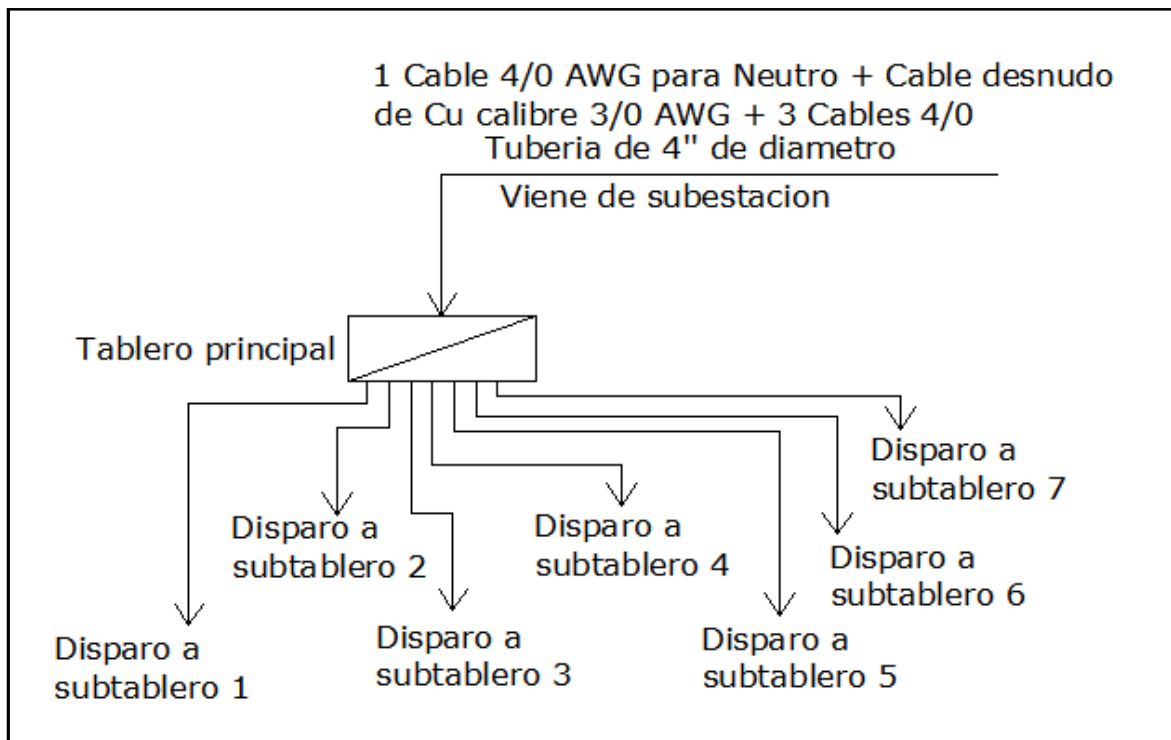 1 Cable 4/0 AWG para Neutro + Cable desnudo
de Cu calibre 3/0 AWG + 3 Cables 4/0
Tuberia de 4" de diametro
Viene de subestacion
Tablero principal
Disparo a
subtablero 1
Disparo a
subtablero 2
Disparo a
subtablero 3
Disparo a
subtablero 4
Disparo a
subtablero 5
Disparo a
subtablero 6
Disparo a
subtablero 7